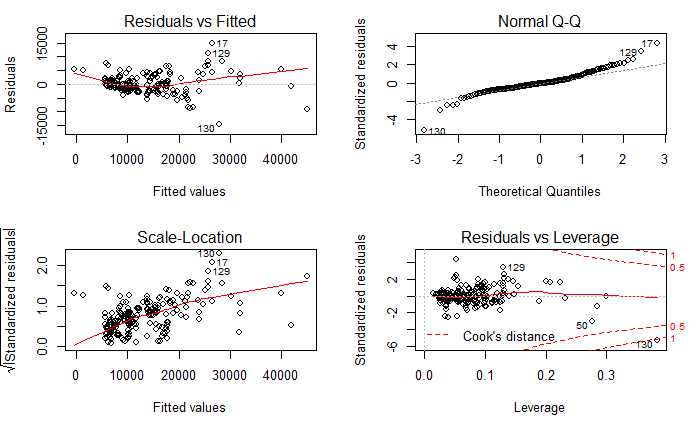 Residuals vs Fitted
Residuals
-15000 0 15000
17
129
130
0 10000 20000 30000 40000
Fitted values
Normal Q-Q
Standardized residuals
-4 0 2 4
17
129
130
-3 -2 -1 0 1 2 3
Theoretical Quantiles
Scale-Location
√|Standardized residuals|
0.0 1.0 2.0
130
17
129
0 10000 20000 30000 40000
Fitted values
Residuals vs Leverage
Standardized residuals
-6 -2 2
129
50
130
Cook's distance
1
0.5
0.5
1
0.0 0.1 0.2 0.3
Leverage